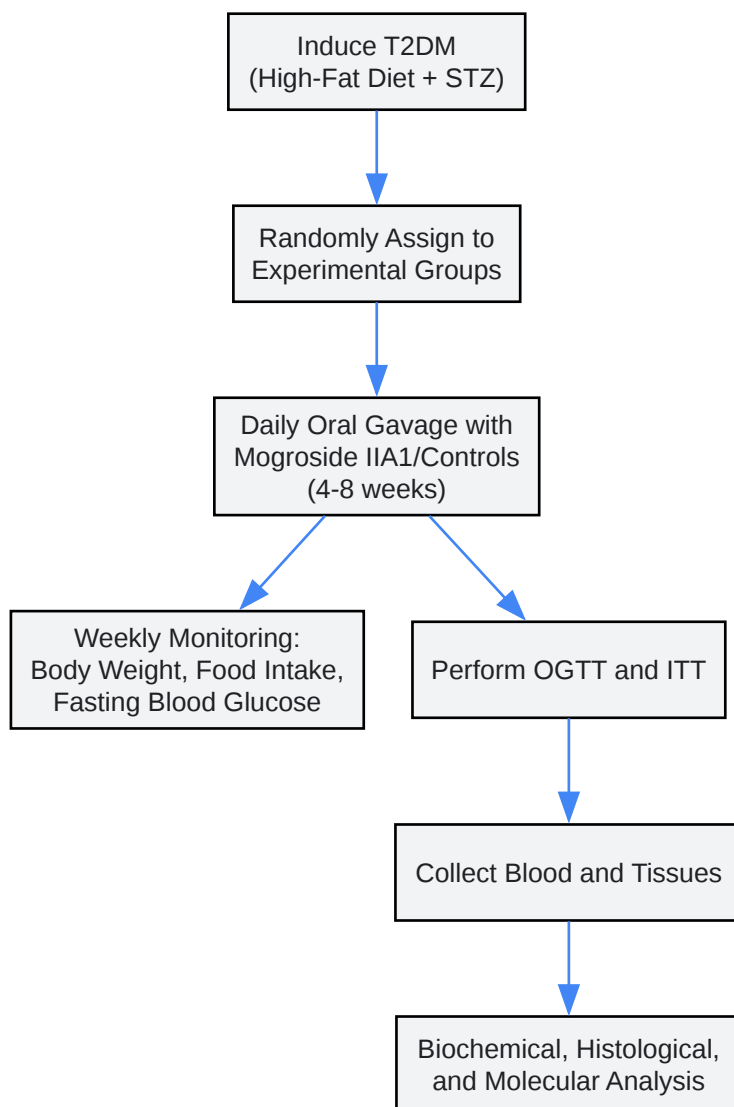 Induce T2DM
(High-Fat Diet + STZ)
Randomly Assign to
Experimental Groups
Daily Oral Gavage with
Mogroside IIA1/Controls
(4-8 weeks)
Weekly Monitoring:
Body Weight, Food Intake,
Fasting Blood Glucose
Perform OGTT and ITT
Collect Blood and Tissues
Biochemical, Histological,
and Molecular Analysis